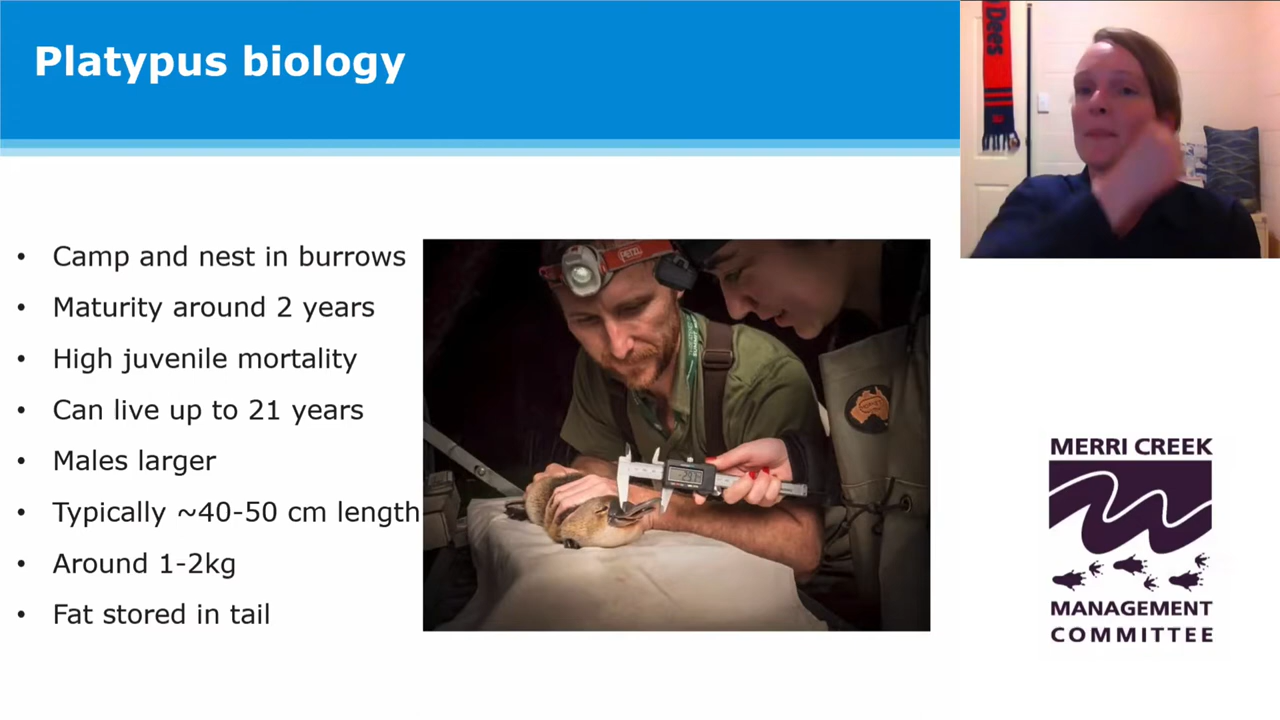 Platypus biology
• Camp and nest in burrows
• Maturity around 2 years
• High juvenile mortality
• Can live up to 21 years
• Males larger
• Typically ~40-50 cm length
• Around 1-2kg
• Fat stored in tail
PETZL
Dees
MERRI CREEK
MANAGEMENT
COMMITTEE